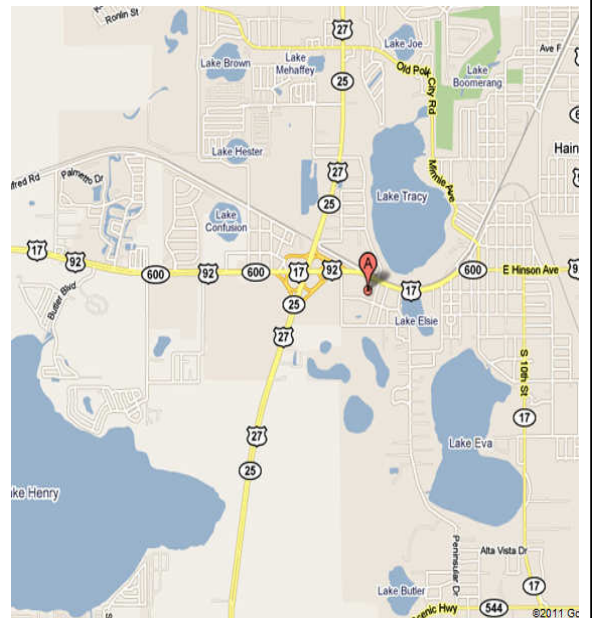 Ronlin St
27
Lake Joe
Ave F
Lake Brown
Lake
Mehaffey
Old Polk City Rd
Lake
Boomerang
25
Lake Hester
Hain
27
Minnie Ave
fred Rd
Palmetto Dr
Lake Tracy
25
Lake
Confusion
17
92
600
92
600
17
92
A
600
E Hinson Ave
17
Butler Blvd
25
Lake Elsie
27
S 10th St
17
27
Lake Eva
25
ke Henry
Peninsular Dr
Alta Vista Dr
17
Lake Butler
enic Hwy
544
©2011 Go